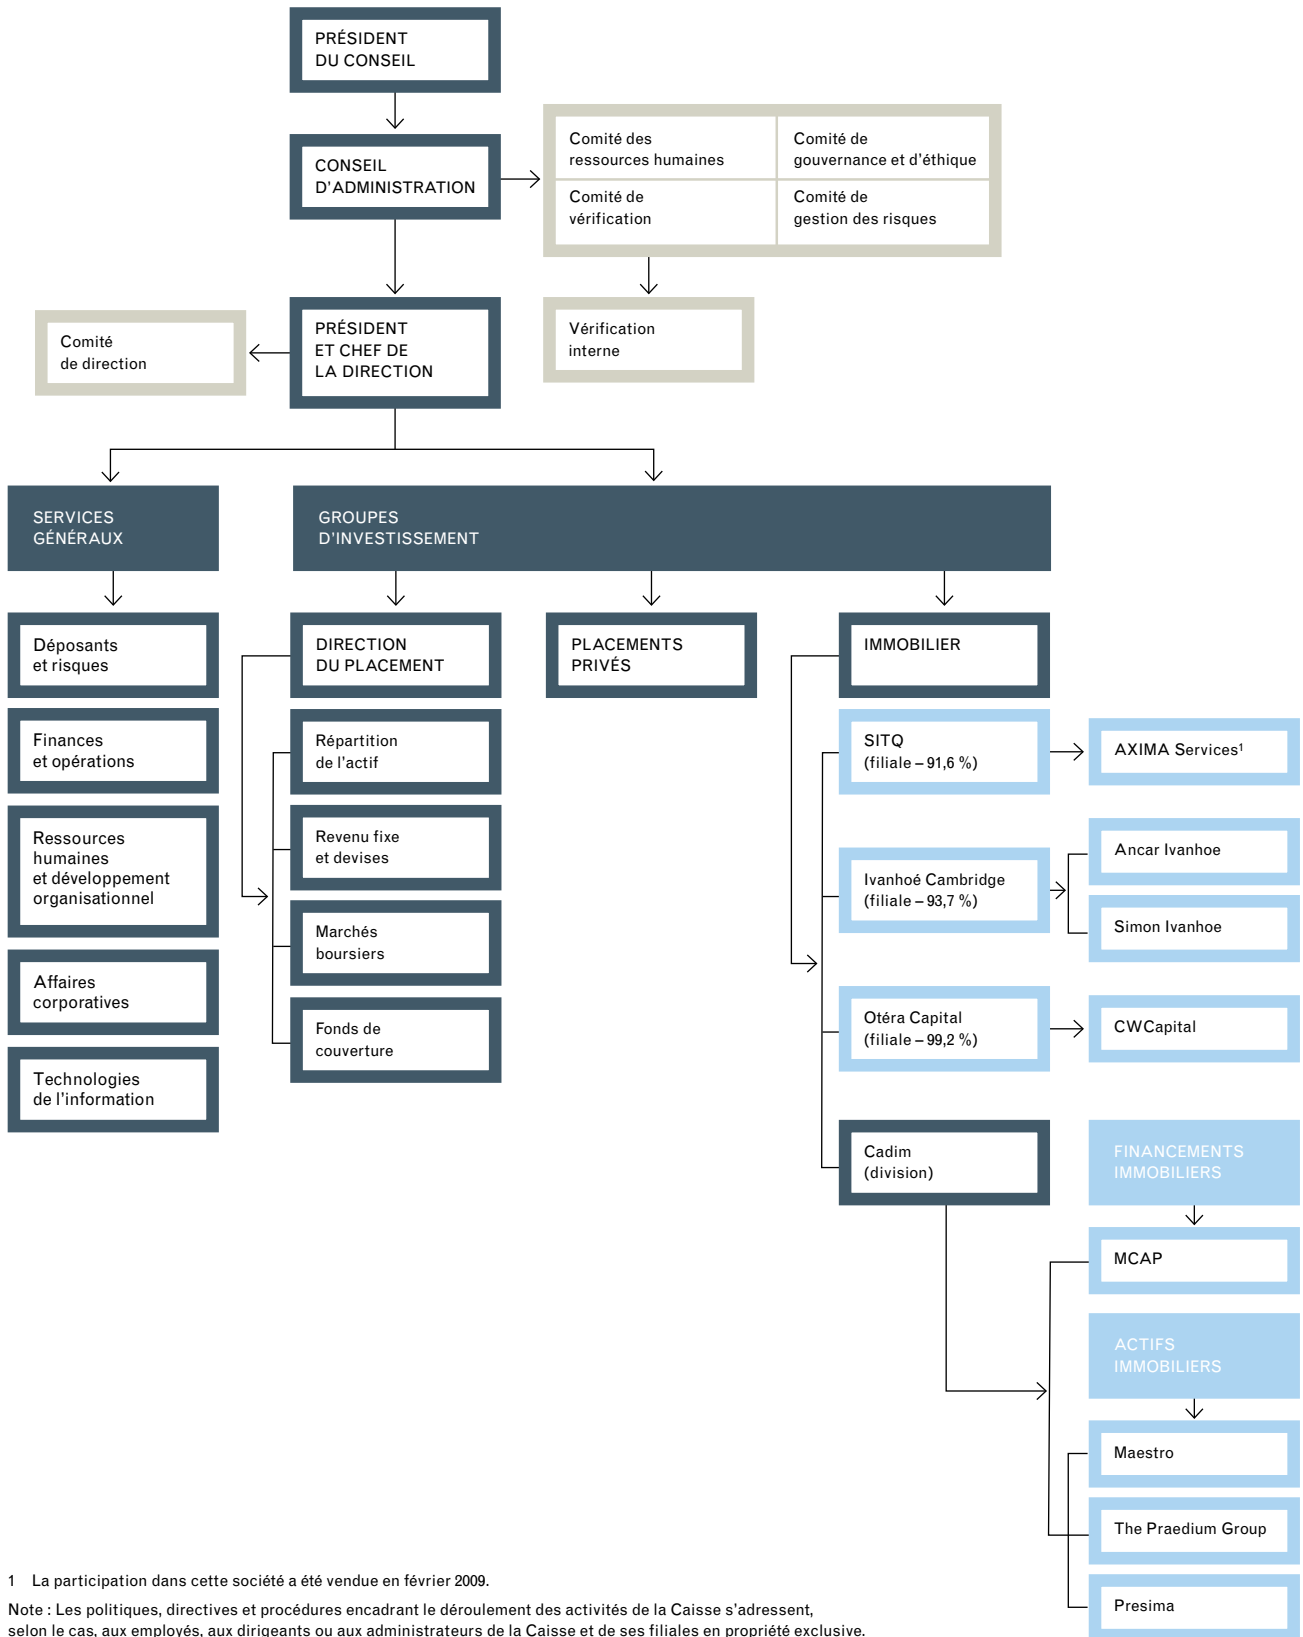 PRÉSIDENT
DU CONSEIL
CONSEIL
D'ADMINISTRATION
Comité des
ressources humaines
Comité de
gouvernance et d'éthique
Comité de
vérification
Comité de
gestion des risques
Comité
de direction
PRÉSIDENT
ET CHEF DE
LA DIRECTION
Vérification
interne
SERVICES
GÉNÉRAUX
GROUPES
D'INVESTISSEMENT
Déposants
et risques
Finances
et opérations
Ressources
humaines
et développement
organisationnel
Affaires
corporatives
Technologies
de l'information
DIRECTION
DU PLACEMENT
Répartition
de l'actif
Revenu fixe
et devises
Marchés
boursiers
Fonds de
couverture
PLACEMENTS
PRIVÉS
IMMOBILIER
SITQ
(filiale – 91,6 %)
AXIMA Services¹
Ivanhoé Cambridge
(filiale – 93,7 %)
Ancar Ivanhoe
Simon Ivanhoe
Otéra Capital
(filiale – 99,2 %)
CWCapital
Cadim
(division)
FINANCEMENTS
IMMOBILIERS
MCAP
ACTIFS
IMMOBILIERS
Maestro
The Praedium Group
Presima
1 La participation dans cette société a été vendue en février 2009.
Note : Les politiques, directives et procédures encadrant le déroulement des activités de la Caisse s'adressent,
selon le cas, aux employés, aux dirigeants ou aux administrateurs de la Caisse et de ses filiales en propriété exclusive.